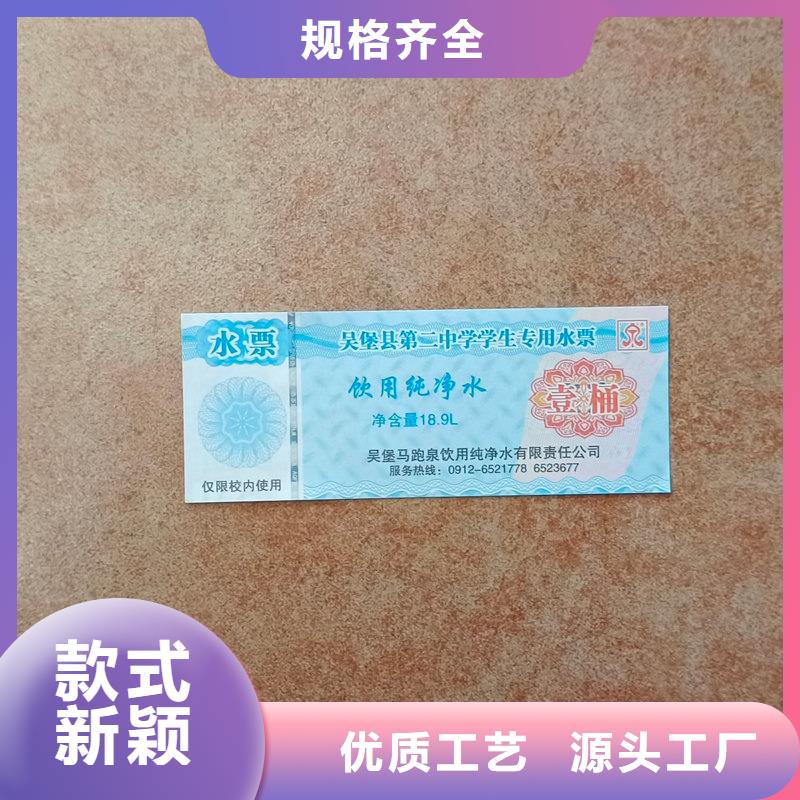 规格齐全
水票
吴堡县第二中学学生专用水票
饮用纯净水
净含量18.9L
壹桶
吴堡马跑泉饮用纯净水有限责任公司
服务热线：0912-6521778 6523677
仅限校内使用
款式
新颖
优质工艺 源头工厂